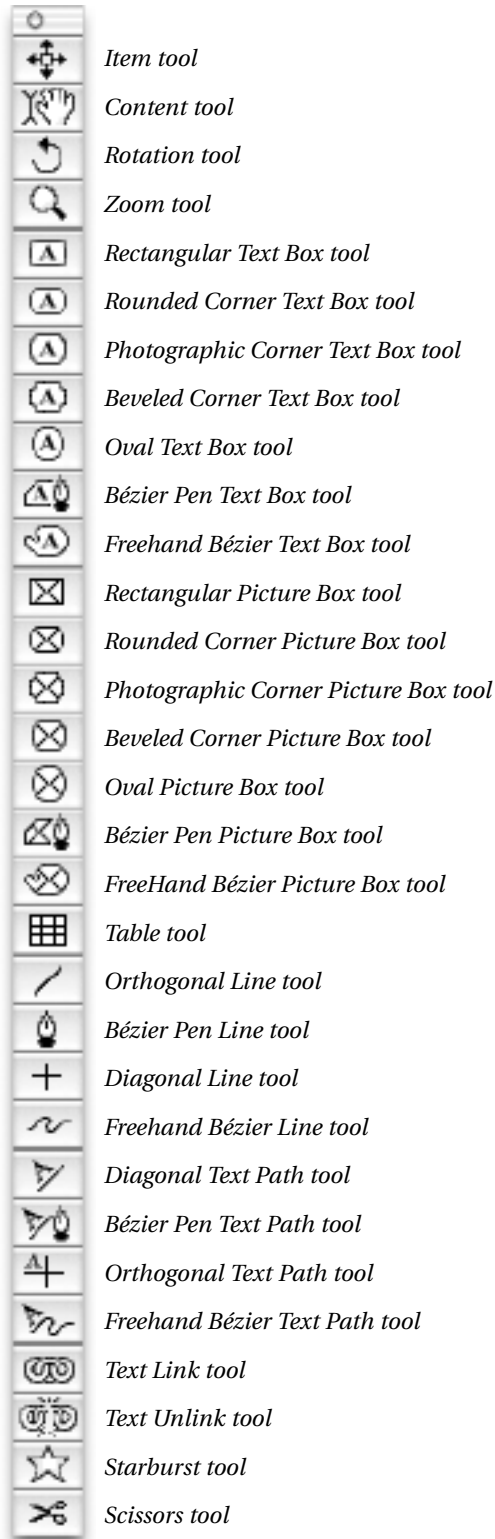 Item tool
Content tool
Rotation tool
Zoom tool
A Rectangular Text Box tool
A Rounded Corner Text Box tool
A Photographic Corner Text Box tool
A Beveled Corner Text Box tool
A Oval Text Box tool
A Bézier Pen Text Box tool
A Freehand Bézier Text Box tool
Rectangular Picture Box tool
Rounded Corner Picture Box tool
Photographic Corner Picture Box tool
Beveled Corner Picture Box tool
Oval Picture Box tool
Bézier Pen Picture Box tool
FreeHand Bézier Picture Box tool
Table tool
Orthogonal Line tool
Bézier Pen Line tool
Diagonal Line tool
Freehand Bézier Line tool
A Diagonal Text Path tool
A Bézier Pen Text Path tool
A Orthogonal Text Path tool
A Freehand Bézier Text Path tool
Text Link tool
Text Unlink tool
Starburst tool
Scissors tool